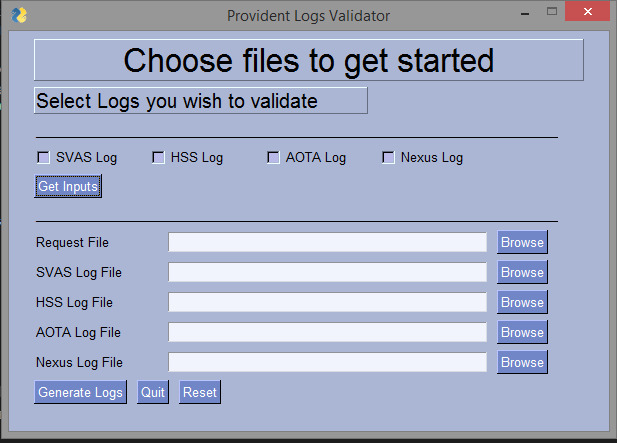 Provident Logs Validator
Choose files to get started
Select Logs you wish to validate
SVAS Log HSS Log AOTA Log Nexus Log
Get Inputs
Request File Browse
SVAS Log File Browse
HSS Log File Browse
AOTA Log File Browse
Nexus Log File Browse
Generate Logs Quit Reset